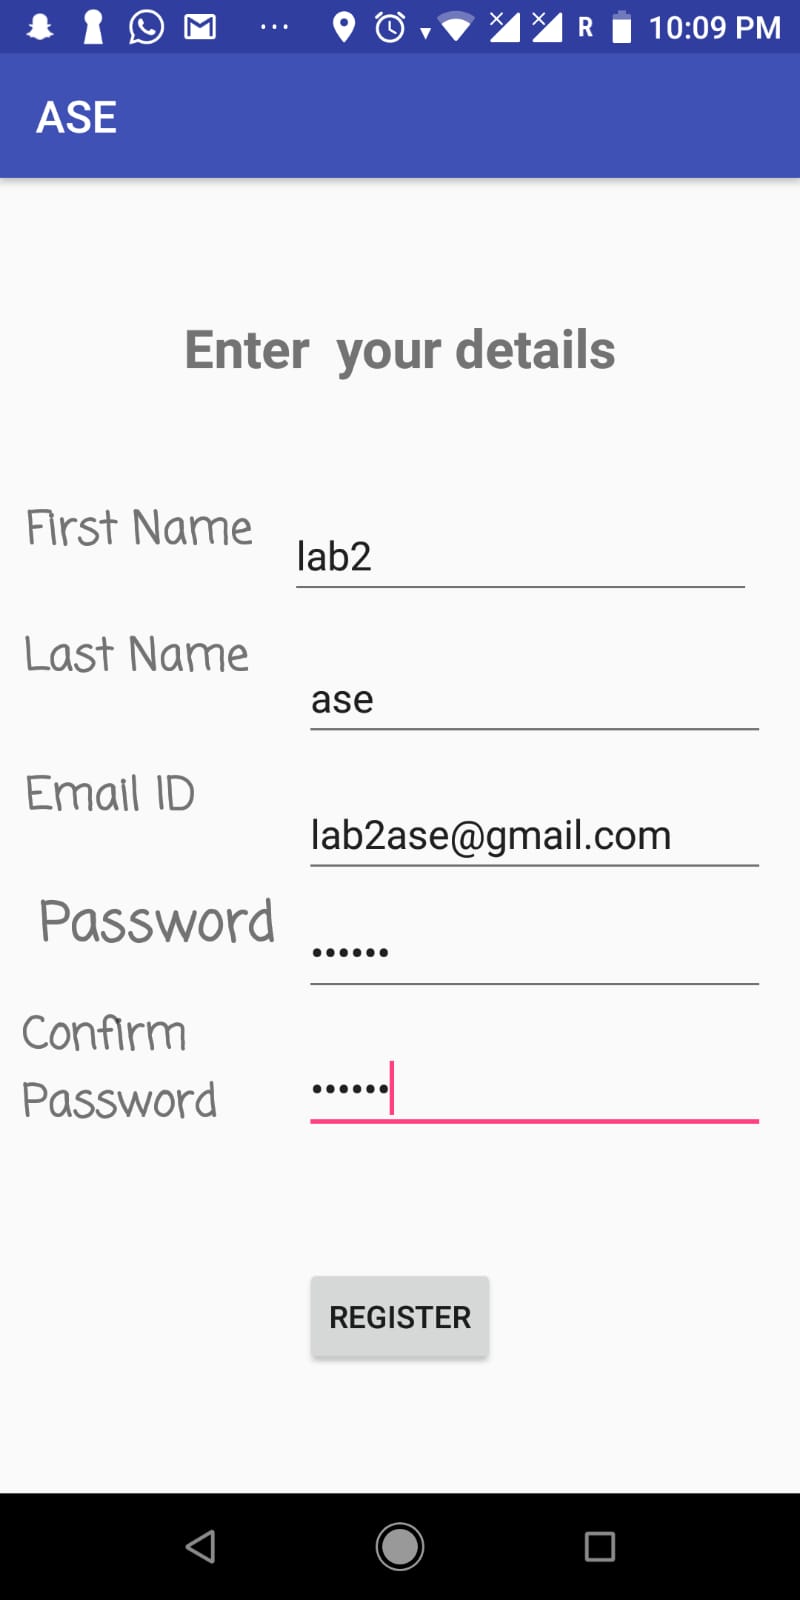 10:09 PM
R
ASE
Enter  your details
First Name
lab2
Last Name
ase
Email ID
lab2ase@gmail.com
Password
••••••
Confirm
Password
••••••
REGISTER